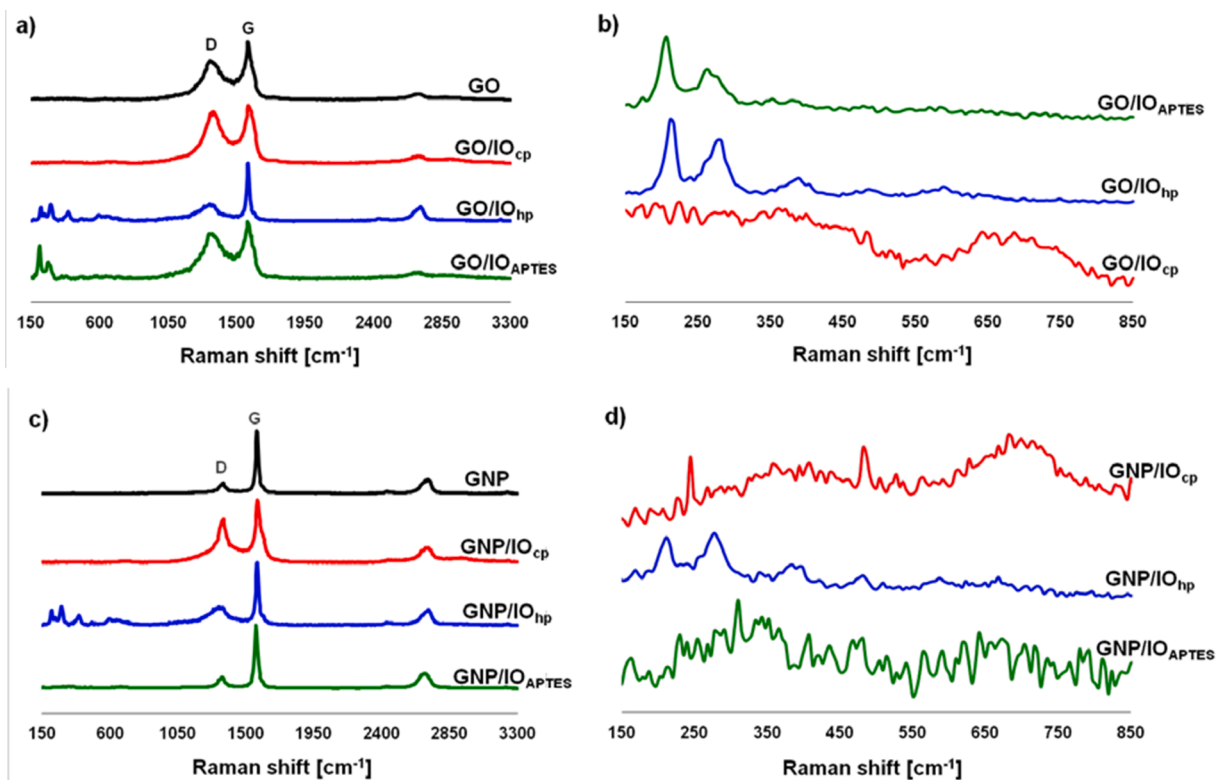 a)
D
G
GO
GO/IOcp
GO/IOhp
GO/IOAPTES
150 600 1050 1500 1950 2400 2850 3300
Raman shift [cm-1]
b)
GO/IOAPTES
GO/IOhp
GO/IOcp
150 250 350 450 550 650 750 850
Raman shift [cm-1]
c)
G
D
GNP
GNP/IOcp
GNP/IOhp
GNP/IOAPTES
150 600 1050 1500 1950 2400 2850 3300
Raman shift [cm-1]
d)
GNP/IOcp
GNP/IOhp
GNP/IOAPTES
150 250 350 450 550 650 750 850
Raman shift [cm-1]